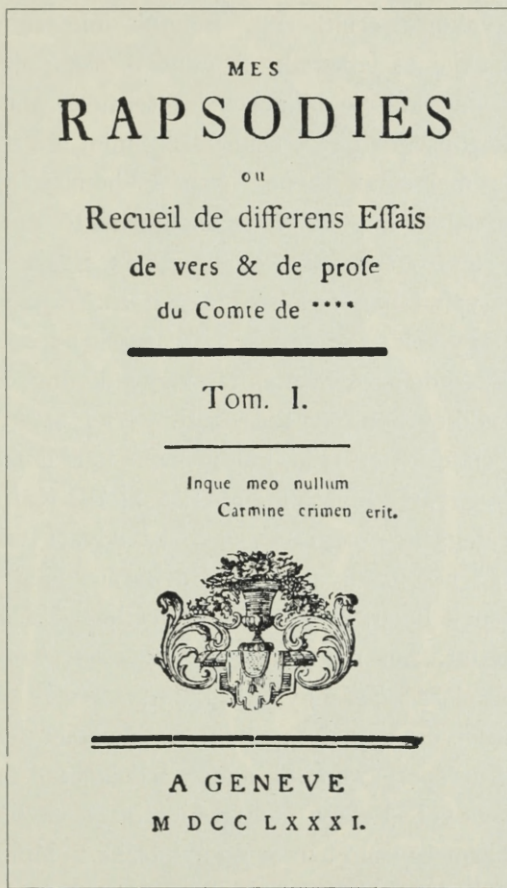 MES
RAPSODIES
ou
Recueil de differens Eſſais
de vers & de proſe
du Comte de ****
Tom. I.
Inque meo nullum
Carmine crimen erit.
A GENEVE
M DCC LXXXI.